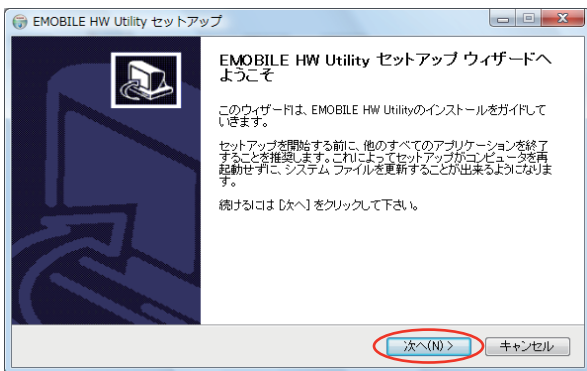 EMOBILE HW Utility セットアップ
EMOBILE HW Utility セットアップ ウィザードへ
ようこそ
このウィザードは、EMOBILE HW Utilityのインストールをガイドして
いきます。
セットアップを開始する前に、他のすべてのアプリケーションを終了
することを推奨します。これによってセットアップがコンピュータを再
起動せずに、システム ファイルを更新することが出来るようになりま
す。
続けるには [次へ] をクリックして下さい。
次へ(N) >
キャンセル